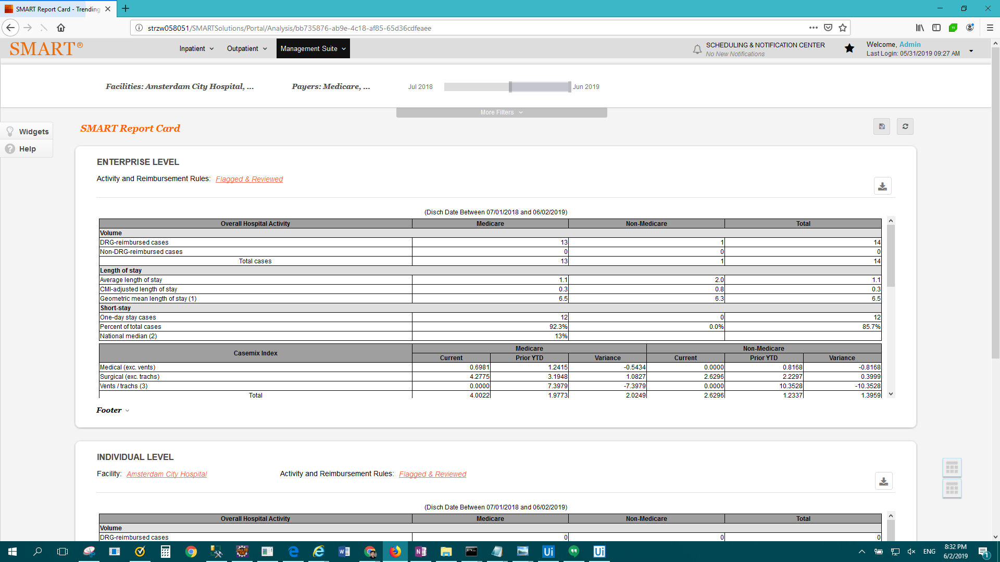 SMART Report Card - Trending
strzw058051/SMARTSolutions/Portal/Analysis/bb735876-ab9e-4c18-af85-65d36cdfeaee
SMART®
Inpatient
Outpatient
Management Suite
SCHEDULING & NOTIFICATION CENTER
No New Notifications
Welcome, Admin
Last Login: 05/31/2019 09:27 AM
Facilities: Amsterdam City Hospital, ...
Payers: Medicare, ...
Jul 2018
Jun 2019
More Filters
Widgets
Help
SMART Report Card
ENTERPRISE LEVEL
Activity and Reimbursement Rules: Flagged & Reviewed
(Disch Date Between 07/01/2018 and 06/02/2019)
Overall Hospital Activity Medicare Non-Medicare Total
Volume
DRG-reimbursed cases 13 1 14
Non-DRG-reimbursed cases 0 0 0
Total cases 13 1 14
Length of stay
Average length of stay 1.1 2.0 1.1
CMI-adjusted length of stay 0.3 0.8 0.3
Geometric mean length of stay (1) 6.5 6.3 6.5
Short-stay
One-day stay cases 12 0 12
Percent of total cases 92.3% 0.0% 85.7%
National median (2) 13%
Casemix Index Medicare Non-Medicare
Current Prior YTD Variance Current Prior YTD Variance
Medical (exc. vents) 0.6981 1.2415 -0.5434 0.0000 0.8168 -0.8168
Surgical (exc. trachs) 4.2775 3.1948 1.0827 2.6296 2.2297 0.3999
Vents / trachs (3) 0.0000 7.3979 -7.3979 0.0000 10.3528 -10.3528
Total 4.0022 1.9773 2.0249 2.6296 1.2337 1.3959
Footer
INDIVIDUAL LEVEL
Facility: Amsterdam City Hospital Activity and Reimbursement Rules: Flagged & Reviewed
(Disch Date Between 07/01/2018 and 06/02/2019)
Overall Hospital Activity Medicare Non-Medicare Total
Volume
DRG-reimbursed cases 0 0 0
ENG
8:32 PM
6/2/2019
1